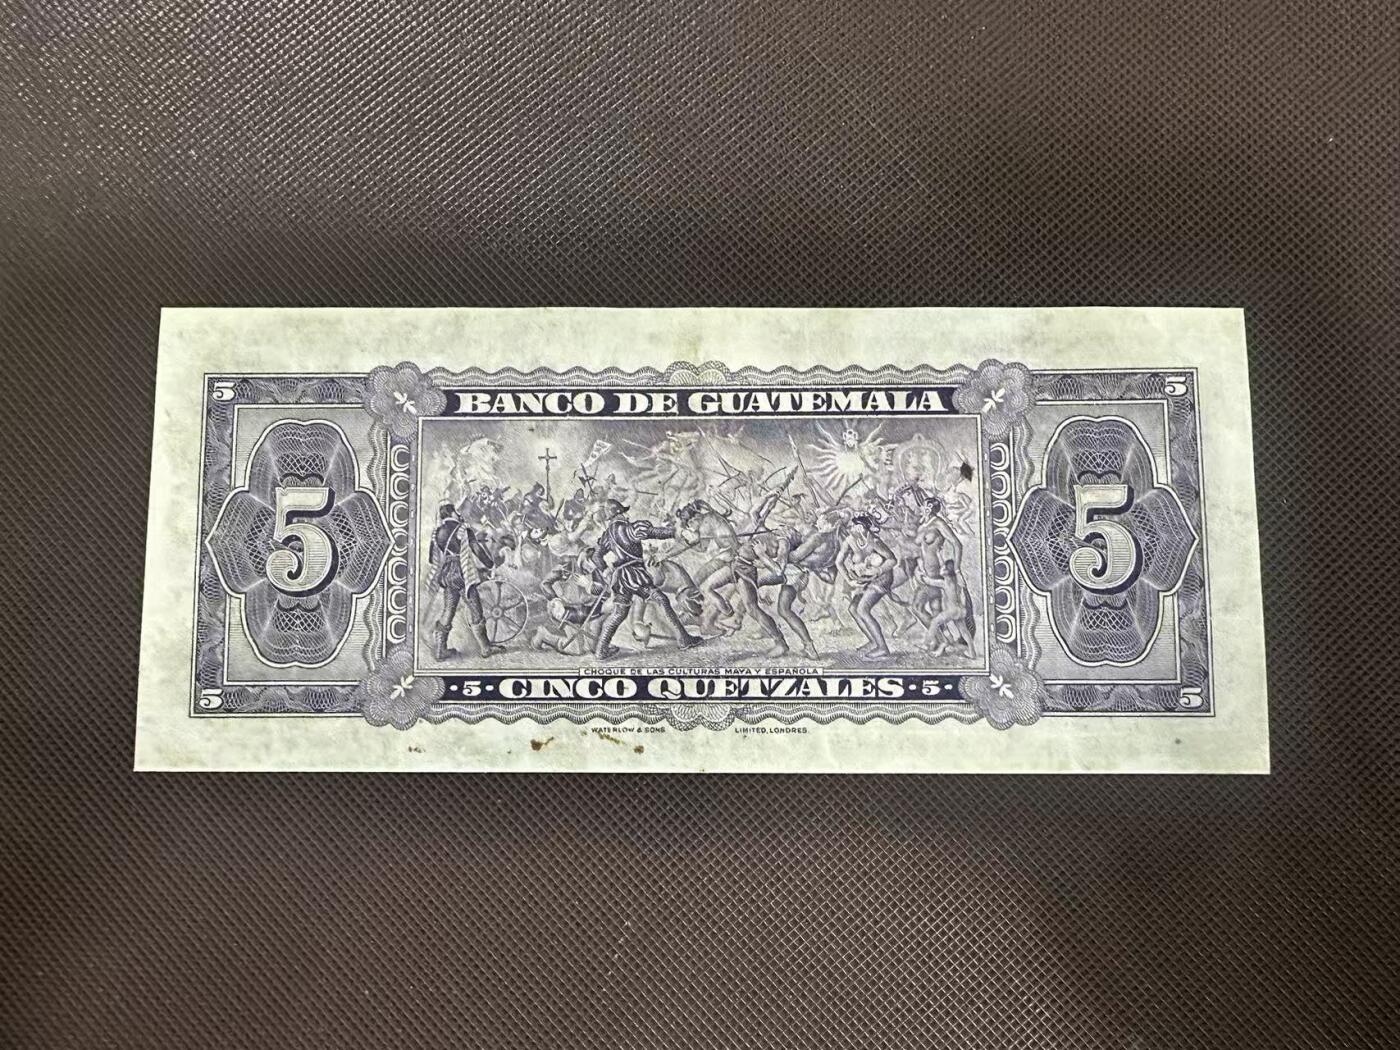 5 5
BANCO DE GUATEMALA
5 5
CHOQUE DE LAS CULTURAS MAYA Y ESPAÑOLA
·5· CINCO QUETZALES ·5·
5 5
WATERLOW & SONS LIMITED, LONDRES.